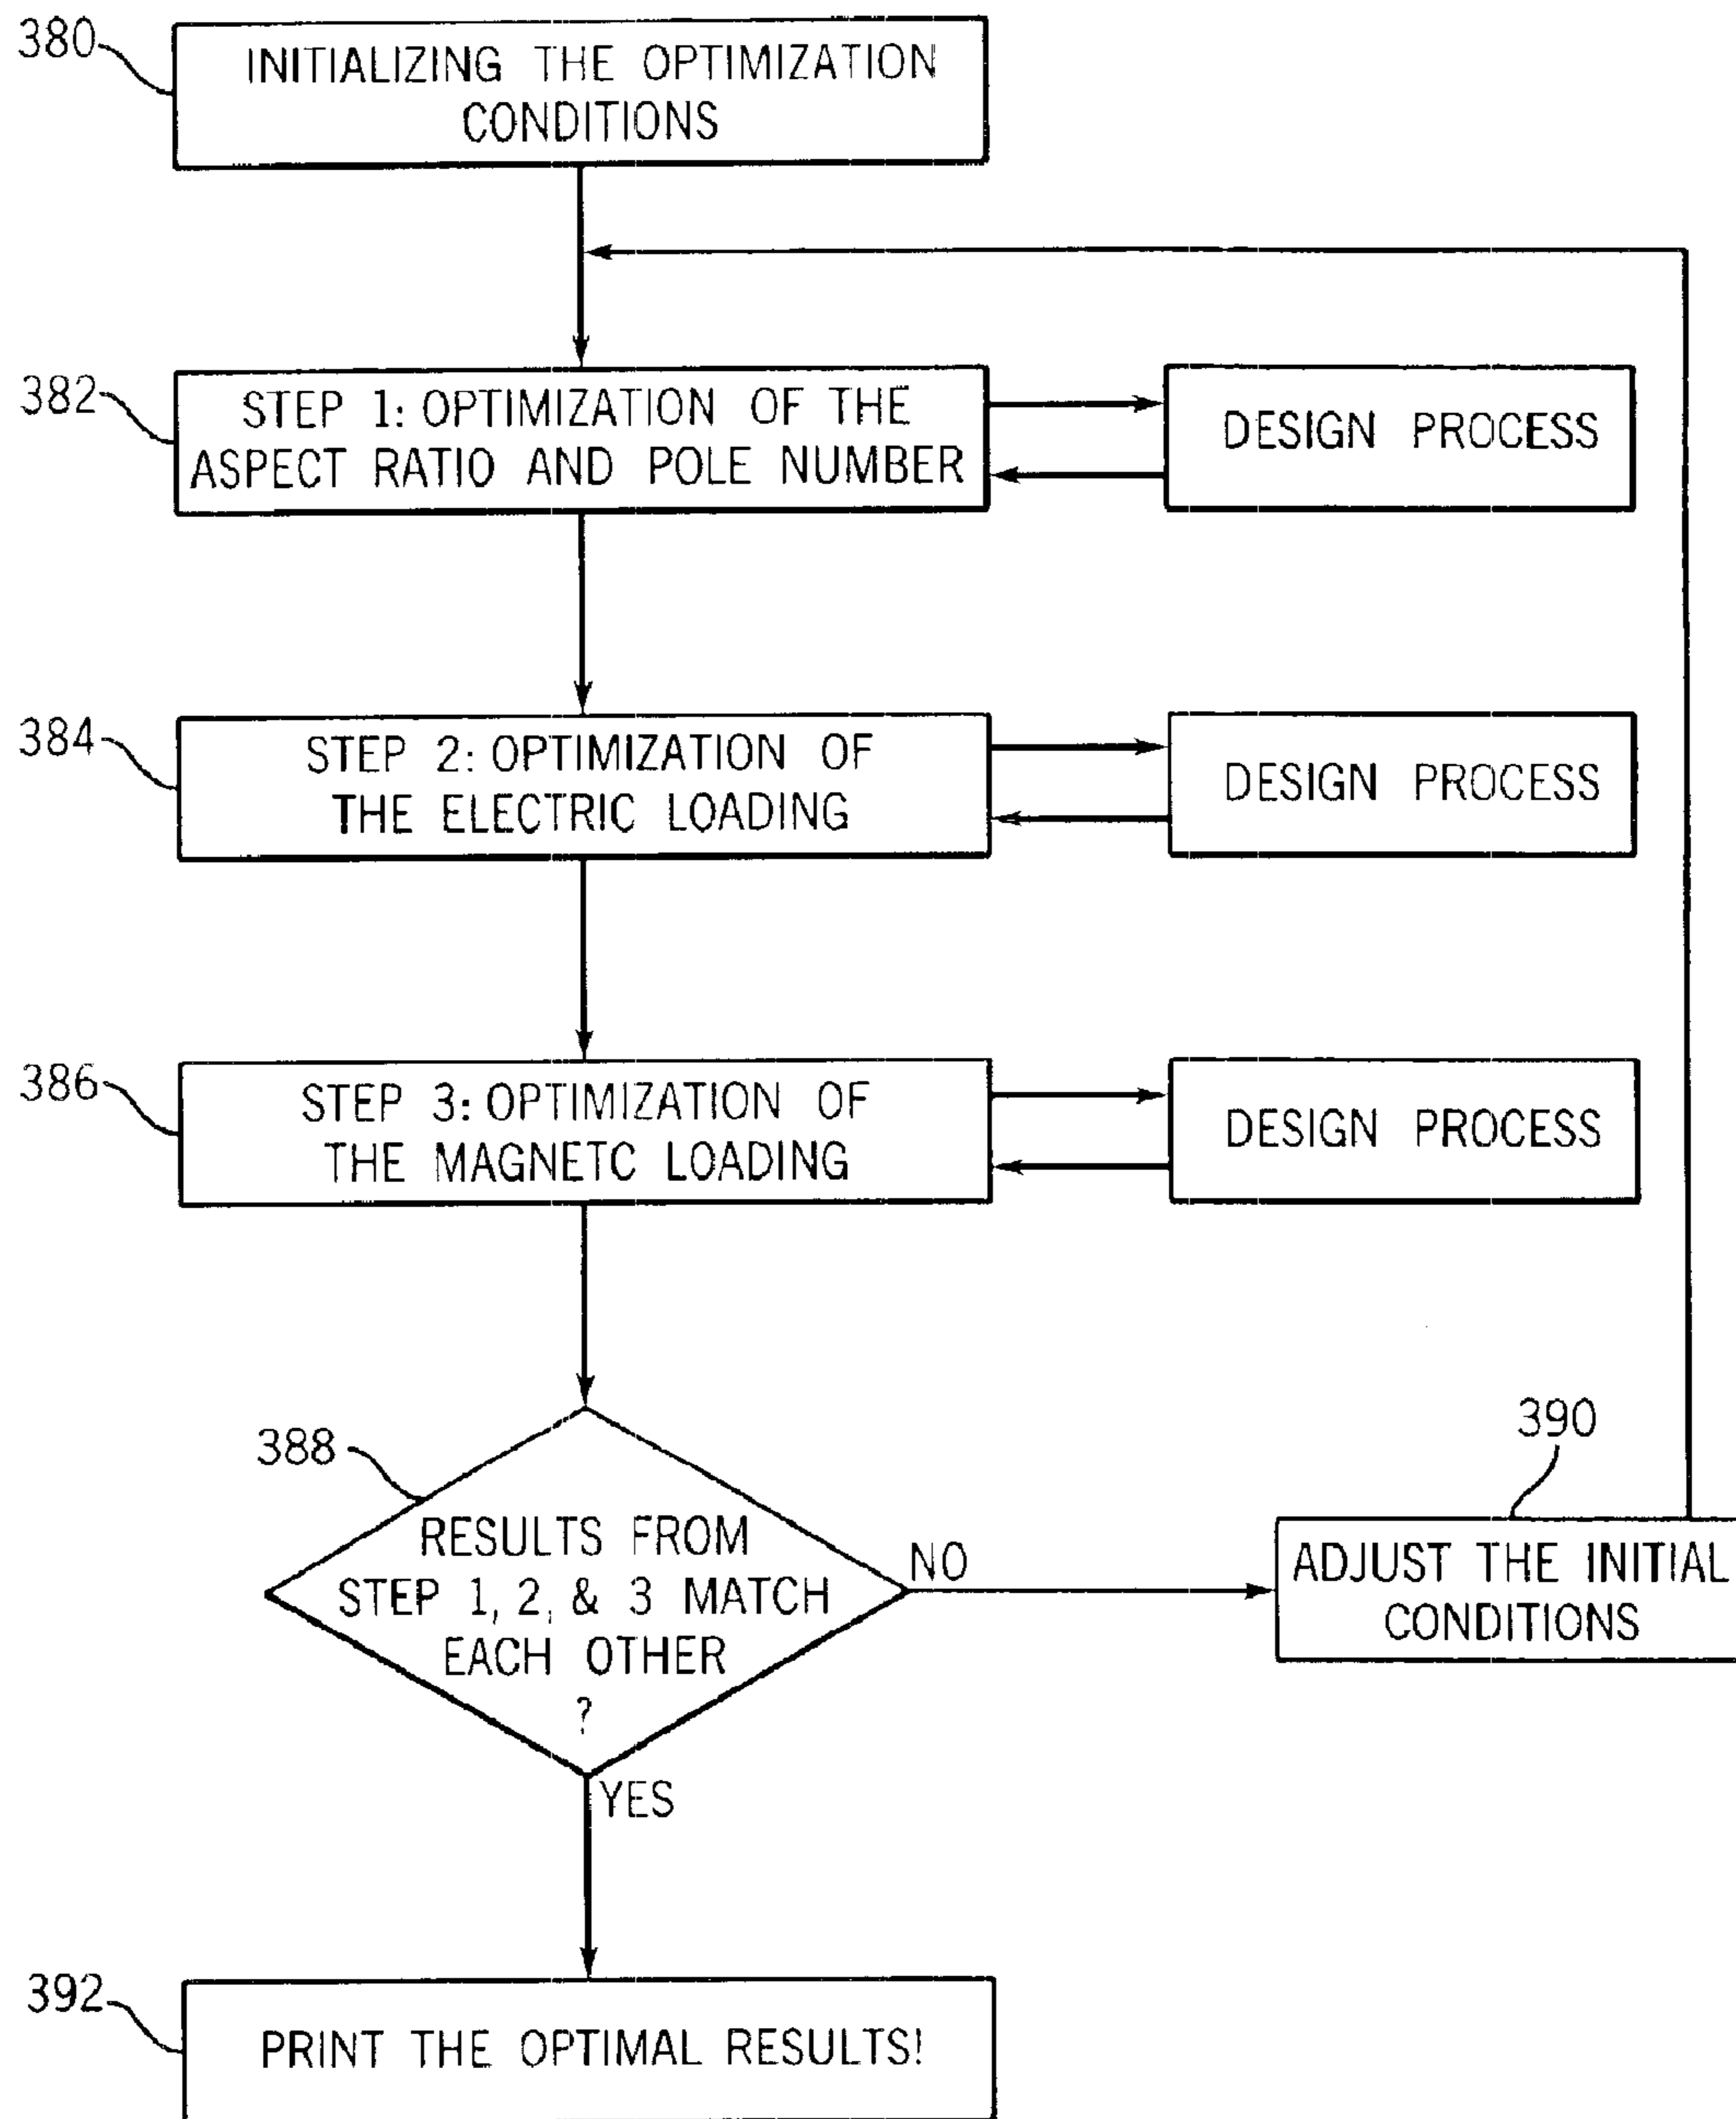 380
INITIALIZING THE OPTIMIZATION
CONDITIONS
382
STEP 1: OPTIMIZATION OF THE
ASPECT RATIO AND POLE NUMBER
DESIGN PROCESS
384
STEP 2: OPTIMIZATION OF
THE ELECTRIC LOADING
DESIGN PROCESS
386
STEP 3: OPTIMIZATION OF
THE MAGNETC LOADING
DESIGN PROCESS
388
RESULTS FROM
STEP 1, 2, & 3 MATCH
EACH OTHER
?
NO
390
ADJUST THE INITIAL
CONDITIONS
YES
392
PRINT THE OPTIMAL RESULTS!